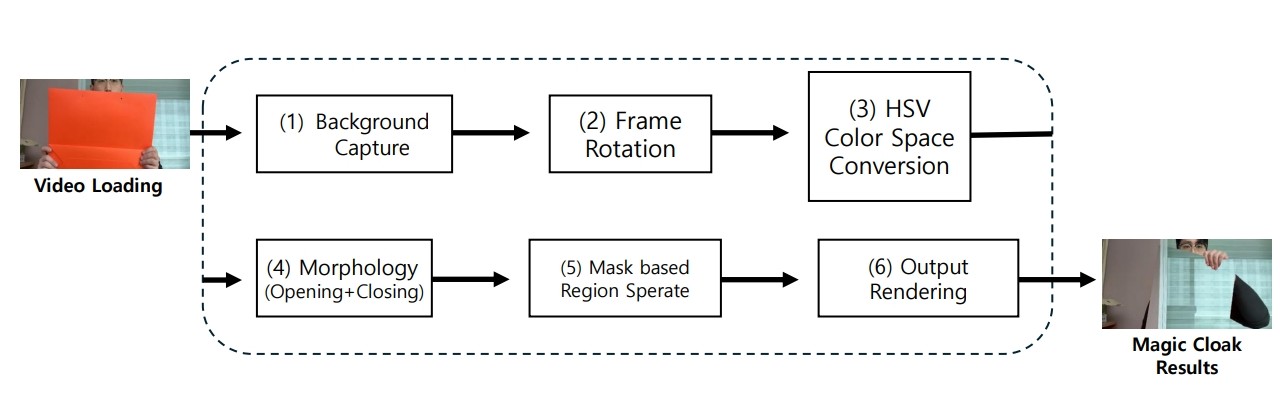 Video Loading
(1) Background
Capture
(2) Frame
Rotation
(3) HSV
Color Space
Conversion
(4) Morphology
(Opening+Closing)
(5) Mask based
Region Sperate
(6) Output
Rendering
Magic Cloak
Results